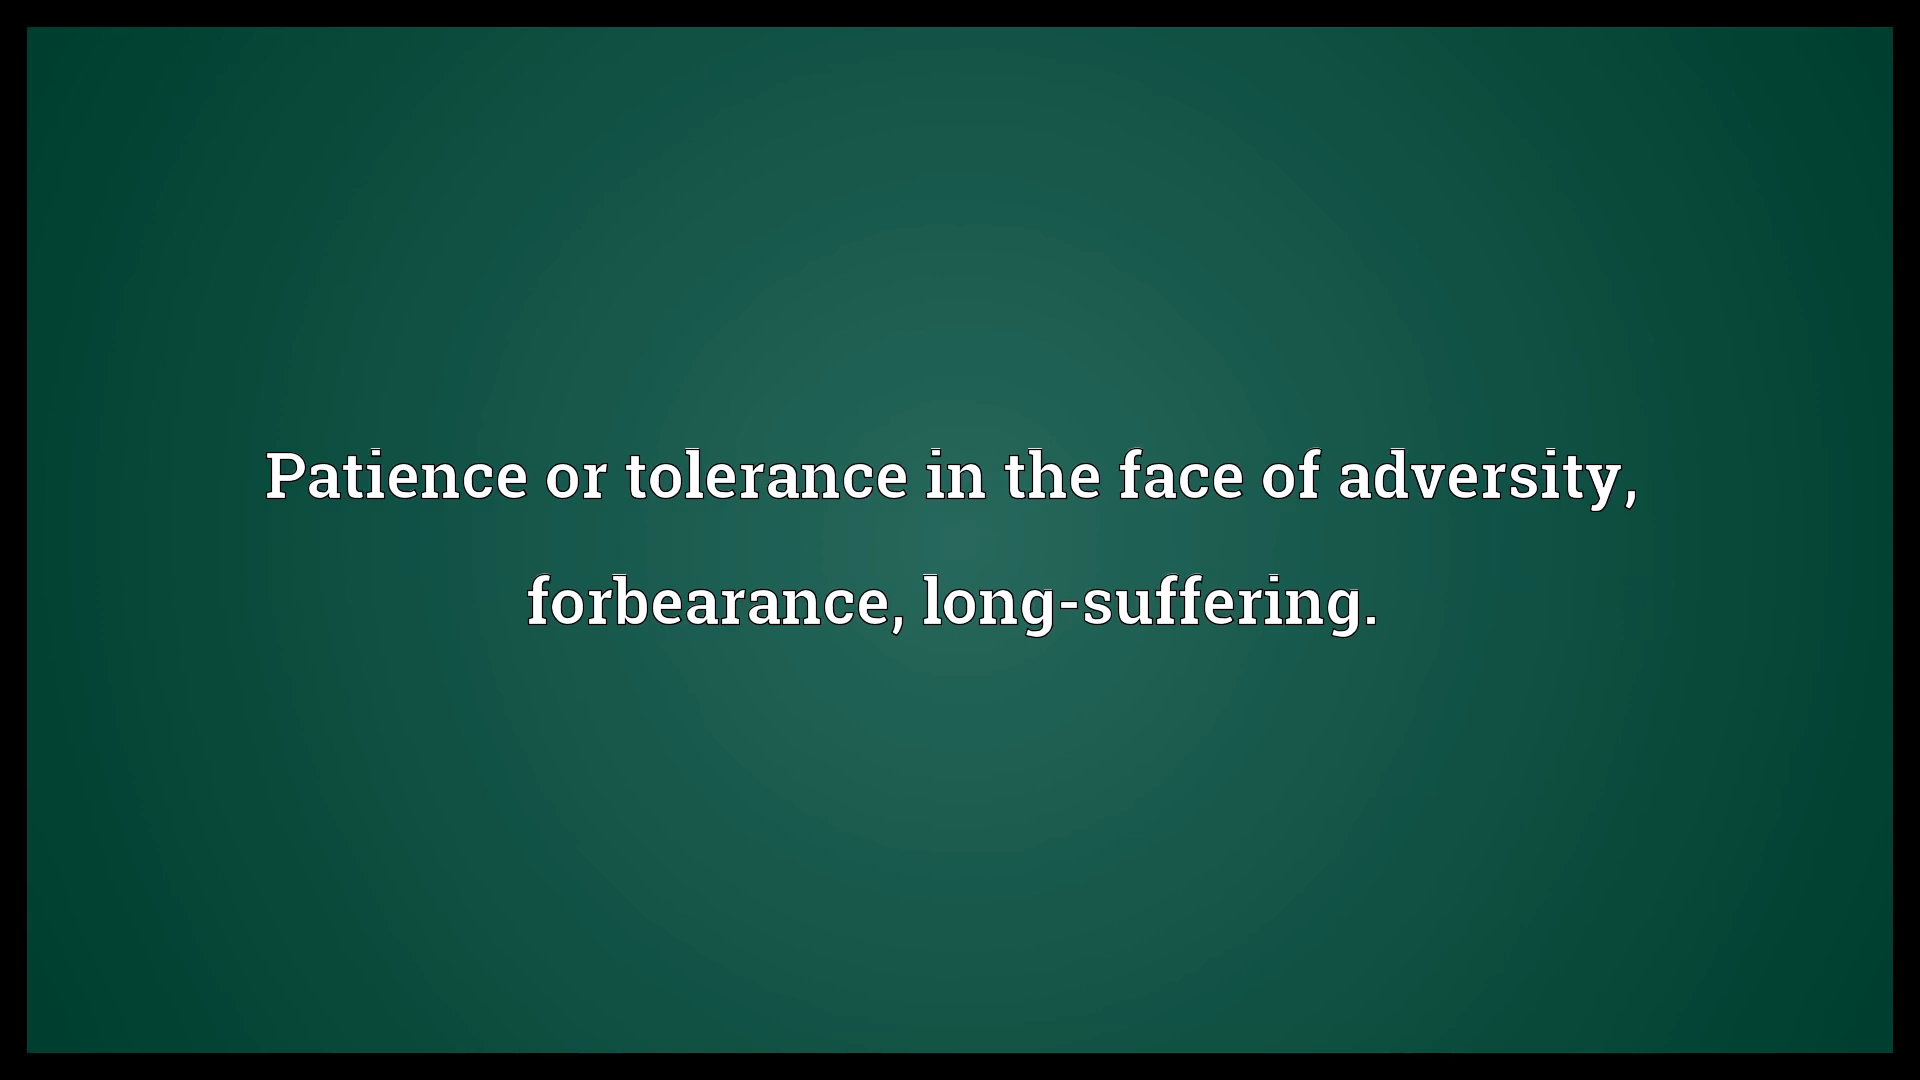 Patience or tolerance in the face of adversity,
forbearance, long-suffering.